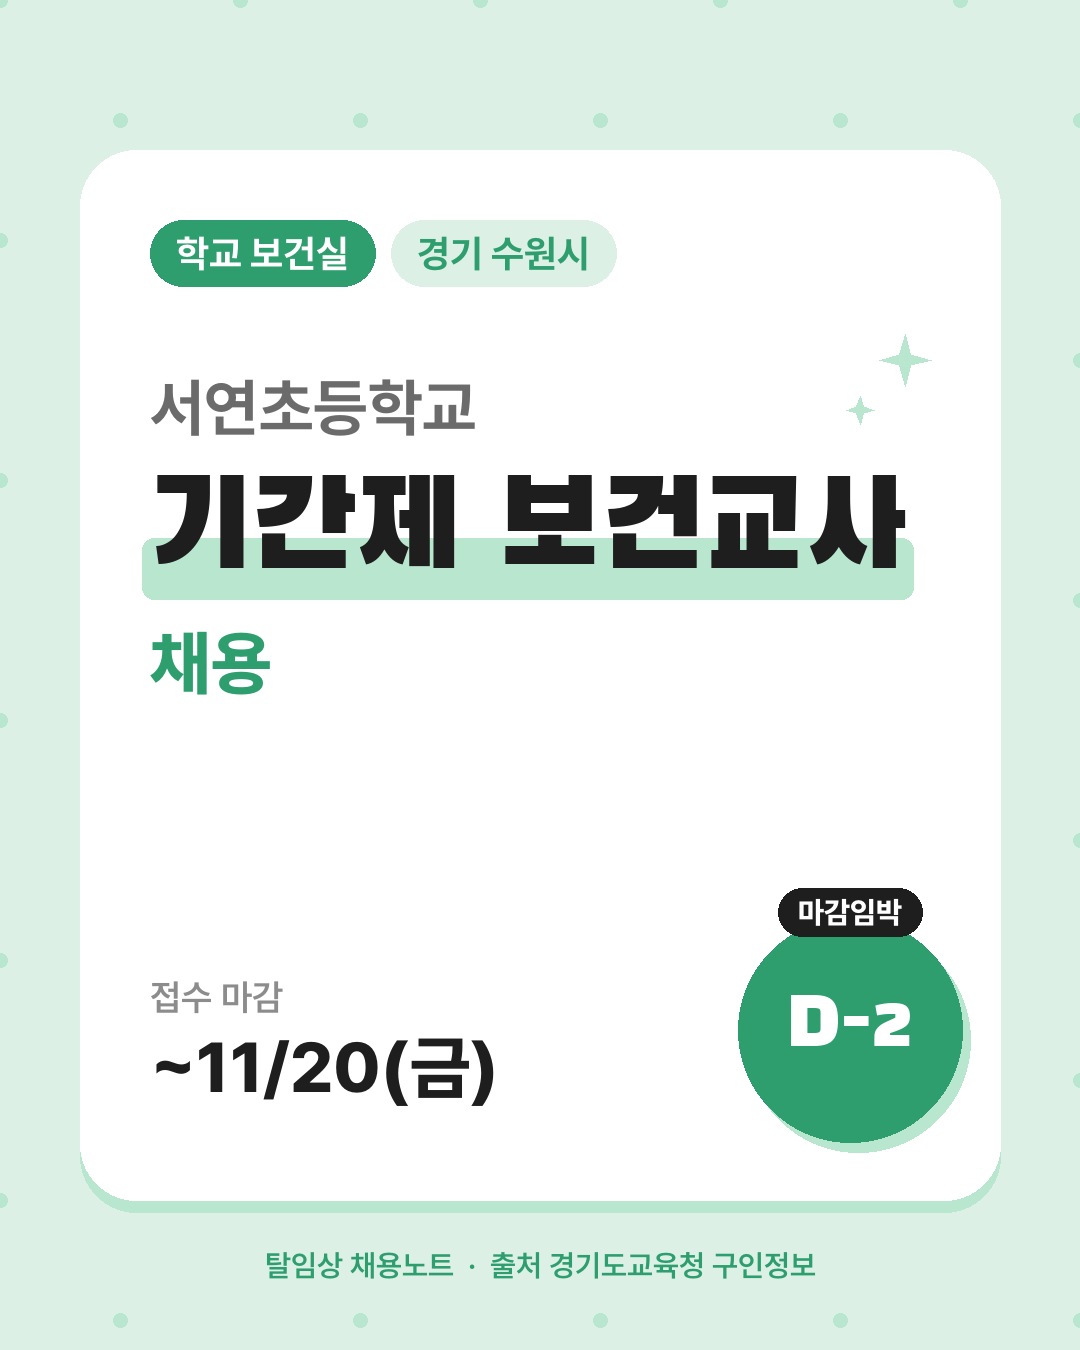 학교 보건실 경기 수원시
서연초등학교
기간제 보건교사
채용
마감임박
접수 마감
D-2
~11/20(금)
탈임상 채용노트 · 출처 경기도교육청 구인정보